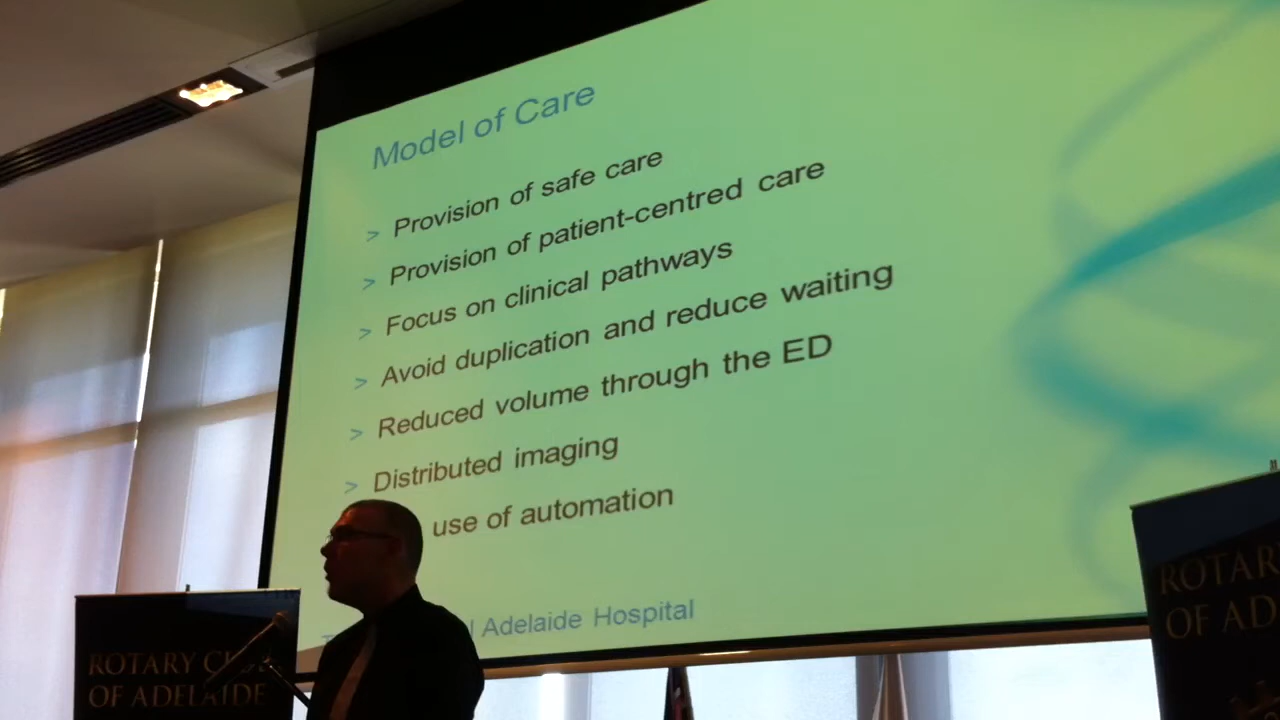 Model of Care
> Provision of safe care
> Provision of patient-centred care
> Focus on clinical pathways
> Avoid duplication and reduce waiting
> Reduced volume through the ED
> Distributed imaging
use of automation
Adelaide Hospital
ROTARY
OF ADELAIDE
ROTAR
OF AD